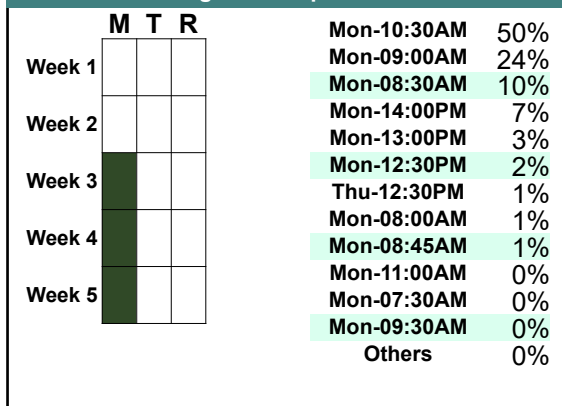 M T R
Week 1
Week 2
Week 3
Week 4
Week 5
Mon-10:30AM 50%
Mon-09:00AM 24%
Mon-08:30AM 10%
Mon-14:00PM 7%
Mon-13:00PM 3%
Mon-12:30PM 2%
Thu-12:30PM 1%
Mon-08:00AM 1%
Mon-08:45AM 1%
Mon-11:00AM 0%
Mon-07:30AM 0%
Mon-09:30AM 0%
Others 0%